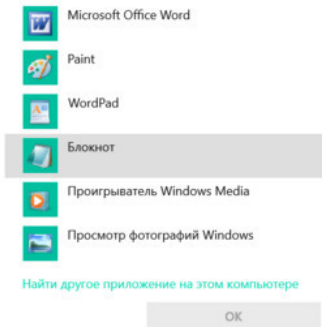 Microsoft Office Word
Paint
WordPad
Блокнот
Проигрыватель Windows Media
Просмотр фотографий Windows
Найти другое приложение на этом компьютере
OK